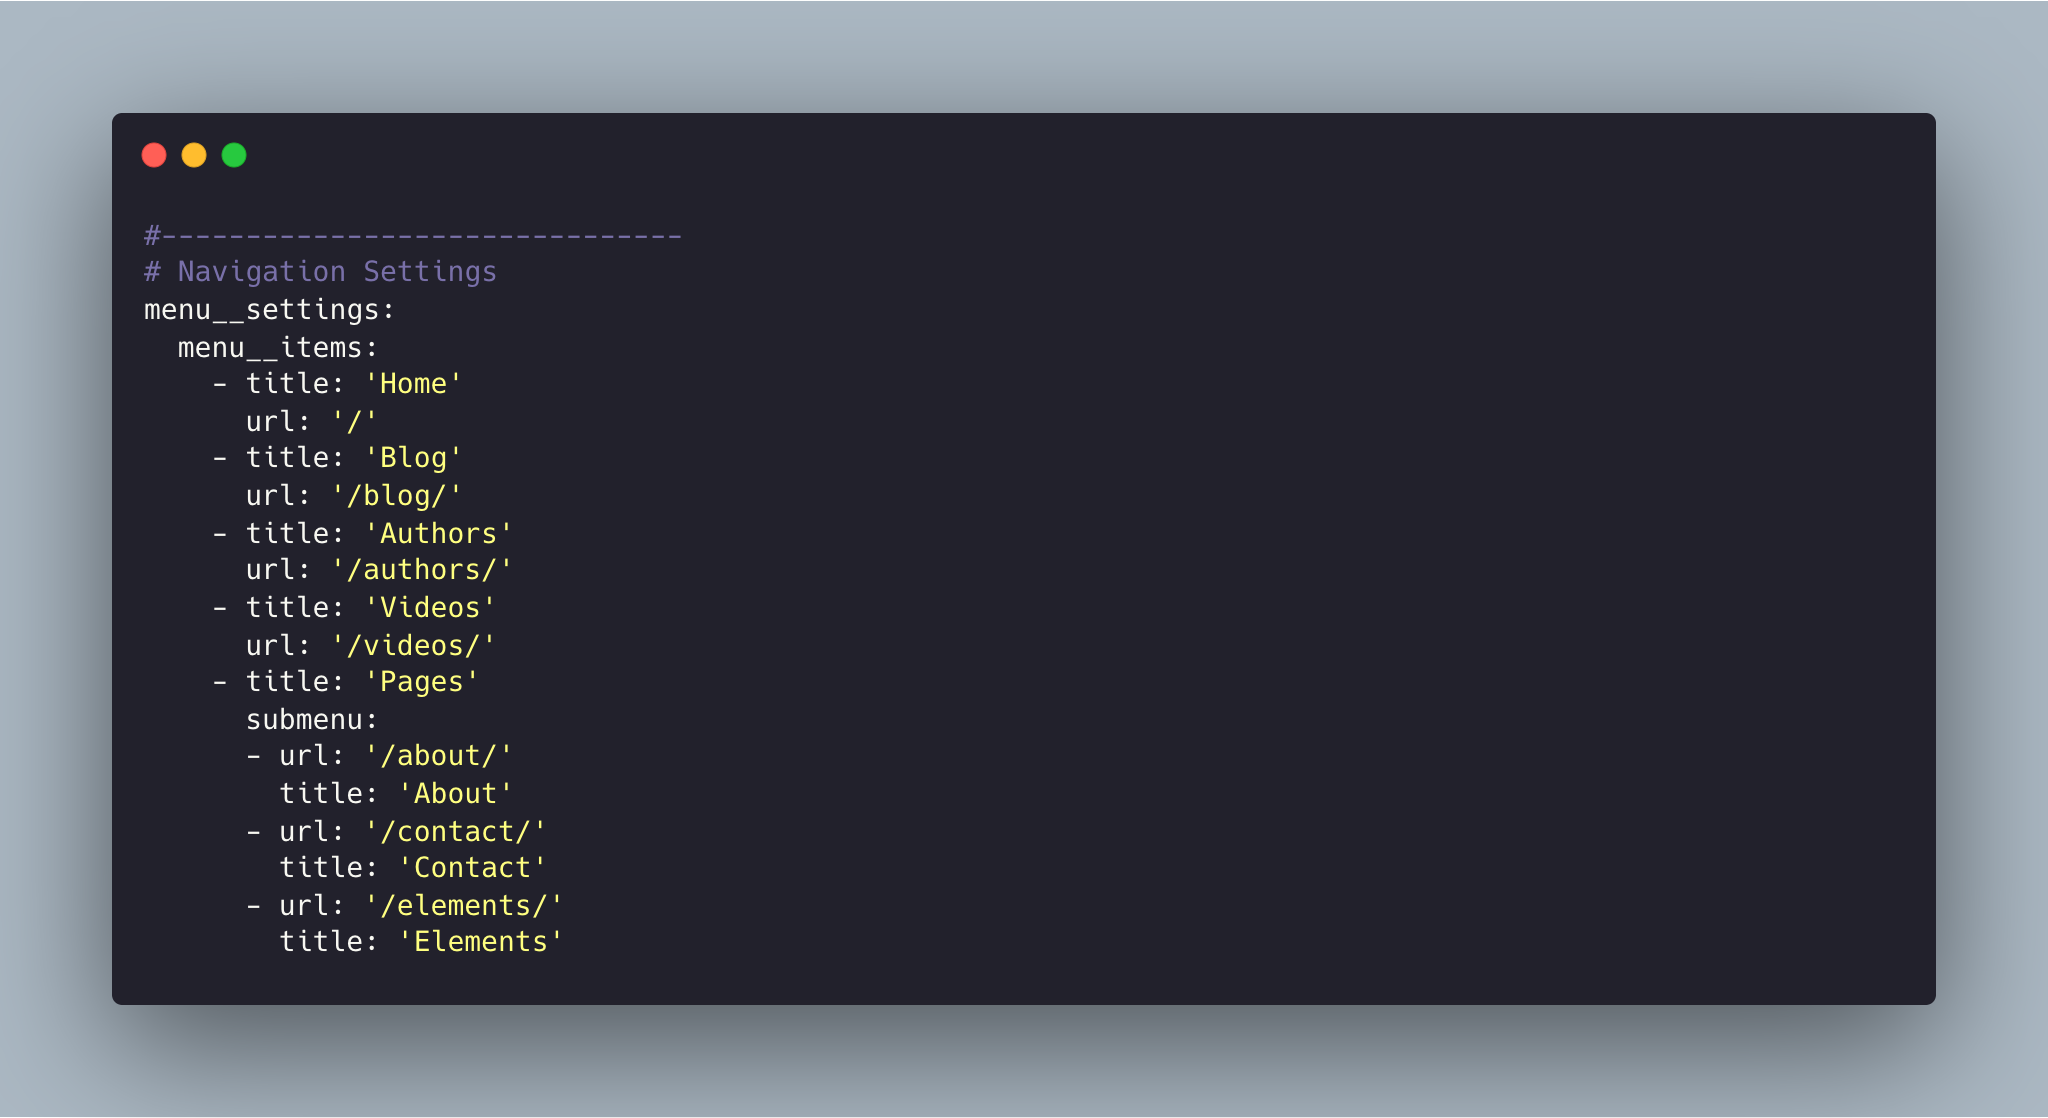 #-------------------------------
# Navigation Settings
menu__settings:
  menu__items:
    - title: 'Home'
      url: '/'
    - title: 'Blog'
      url: '/blog/'
    - title: 'Authors'
      url: '/authors/'
    - title: 'Videos'
      url: '/videos/'
    - title: 'Pages'
      submenu:
      - url: '/about/'
        title: 'About'
      - url: '/contact/'
        title: 'Contact'
      - url: '/elements/'
        title: 'Elements'